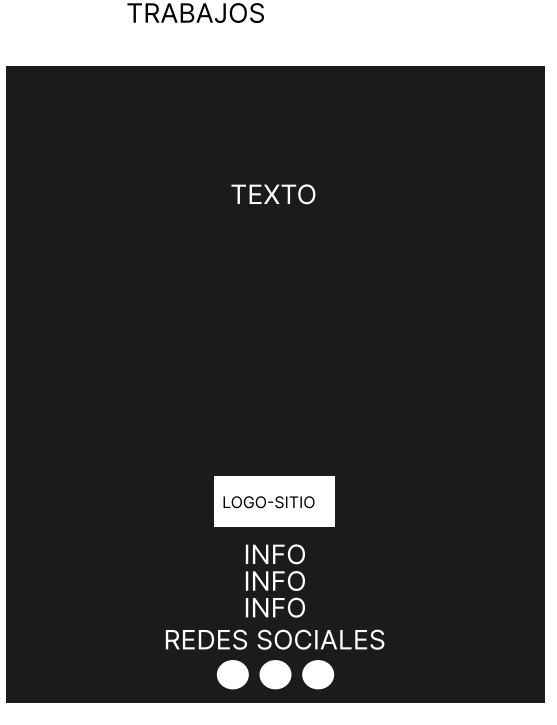 TRABAJOS
TEXTO
LOGO-SITIO
INFO
INFO
INFO
REDES SOCIALES